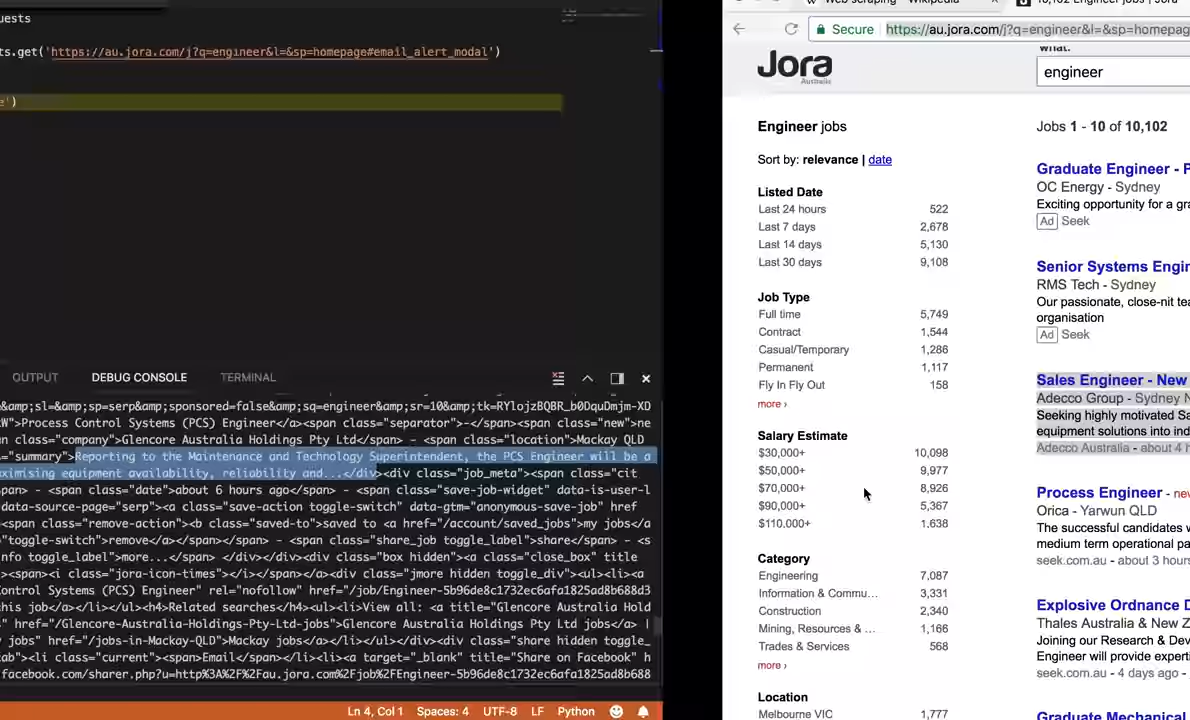 uests
ts.get('https://au.jora.com/j?q=engineer&l=&sp=homepage#email_alert_modal')
')
OUTPUT DEBUG CONSOLE TERMINAL
&amp;sl=&amp;sp=serp&amp;sponsored=false&amp;sq=engineer&amp;sr=10&amp;tk=RYlojzBQBR_b0DquDmjm-XD
W">Process Control Systems (PCS) Engineer</a><span class="separator">-</span><span class="new">ne
n class="company">Glencore Australia Holdings Pty Ltd</span> - <span class="location">Mackay QLD
="summary">Reporting to the Maintenance and Technology Superintendent, the PCS Engineer will be a
ximising equipment availability, reliability and...</div><div class="job_meta"><span class="cit
pan> - <span class="date">about 6 hours ago</span> - <span class="save-job-widget" data-is-user-l
data-source-page="serp"><a class="save-action toggle-switch" data-gtm="anonymous-save-job" href
<span class="remove-action"><b class="saved-to">saved to <a href="/account/saved_jobs">my jobs</a
toggle-switch">remove</a></span></span> - <span class="share_job toggle_label">share</span> - <s
nfo toggle_label">more...</span> </div></div><div class="box hidden"><a class="close_box" title
><span><i class="jora-icon-times"></i></span></a><div class="jmore hidden toggle_div"><ul><li><a
Control Systems (PCS) Engineer" rel="nofollow" href="/job/Engineer-5b96de8c1732ec6afa1825ad8b688d3
his job</a></li></ul><h4>Related searches</h4><ul><li>View all: <a title="Glencore Australia Hold
" href="/Glencore-Australia-Holdings-Pty-Ltd-jobs">Glencore Australia Holdings Pty Ltd jobs</a> |
y jobs" href="/jobs-in-Mackay-QLD">Mackay jobs</a></li></ul></div><div class="share hidden toggle_
tab"><li class="current"><span>Email</span></li><li><a target="_blank" title="Share on Facebook" h
facebook.com/sharer.php?u=http%3A%2F%2Fau.jora.com%2Fjob%2FEngineer-5b96de8c1732ec6afa1825ad8b688
Ln 4, Col 1 Spaces: 4 UTF-8 LF Python
Web scraping - Wikipedia
10,102 Engineer jobs | Jora
Secure https://au.jora.com/j?q=engineer&l=&sp=homepag
Jora
Australia
what:
engineer
Engineer jobs
Sort by: relevance | date
Listed Date
Last 24 hours 522
Last 7 days 2,678
Last 14 days 5,130
Last 30 days 9,108
Job Type
Full time 5,749
Contract 1,544
Casual/Temporary 1,286
Permanent 1,117
Fly In Fly Out 158
more ›
Salary Estimate
$30,000+ 10,098
$50,000+ 9,977
$70,000+ 8,926
$90,000+ 5,367
$110,000+ 1,638
Category
Engineering 7,087
Information & Commu... 3,331
Construction 2,340
Mining, Resources & ... 1,166
Trades & Services 568
more ›
Location
Melbourne VIC 1,777
Jobs 1 - 10 of 10,102
Graduate Engineer - P
OC Energy - Sydney
Exciting opportunity for a gra
Ad Seek
Senior Systems Engin
RMS Tech - Sydney
Our passionate, close-nit tea
organisation
Ad Seek
Sales Engineer - New
Adecco Group - Sydney N
Seeking highly motivated Sa
equipment solutions into ind
Adecco Australia - about 4 h
Process Engineer - new
Orica - Yarwun QLD
The successful candidates w
medium term operational pa
seek.com.au - about 3 hours
Explosive Ordnance D
Thales Australia & New Z
Joining our Research & Dev
Engineer will provide experti
seek.com.au - 4 days ago -
Graduate Mechanical